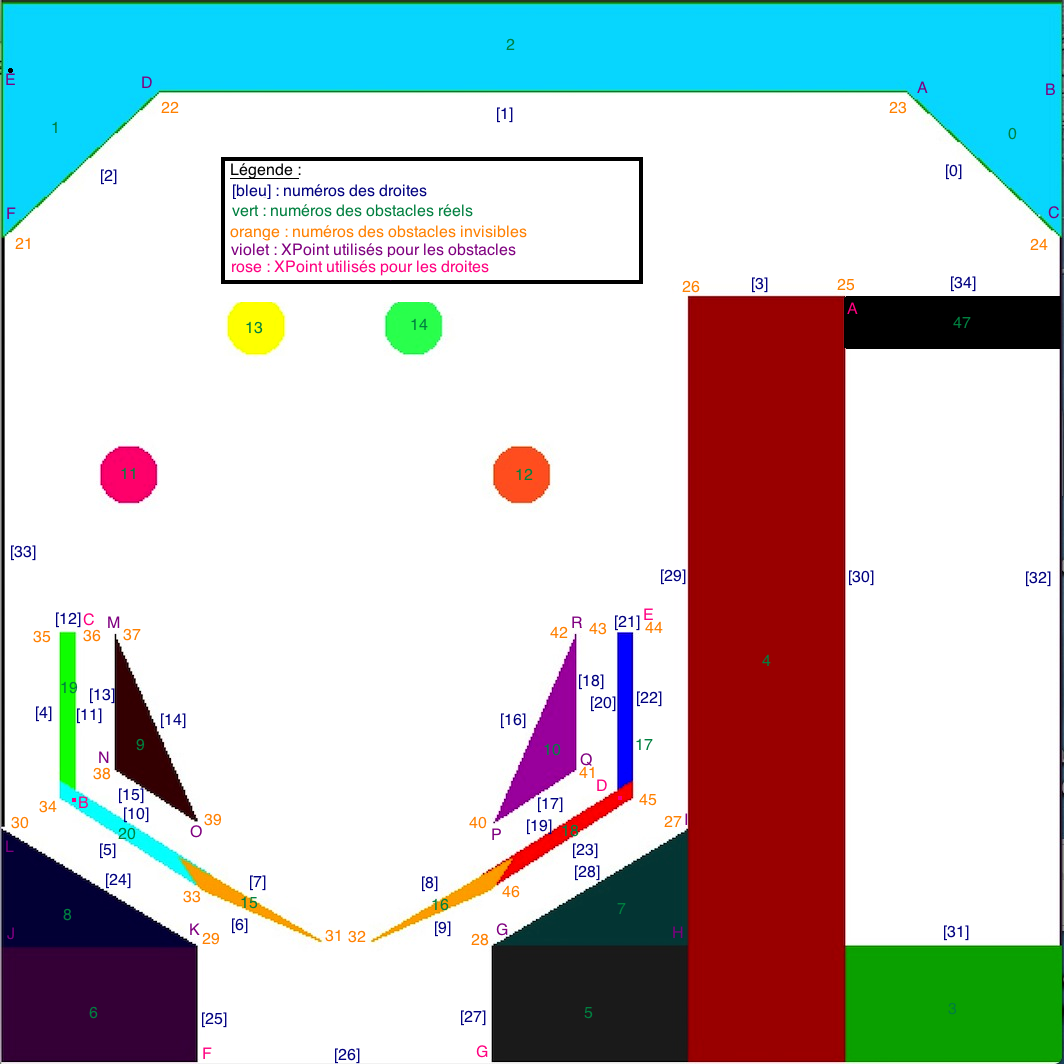 2
E
D
A
B
22
23
[1]
1
0
[2]
[0]
Légende :
[bleu] : numéros des droites
vert : numéros des obstacles réels
orange : numéros des obstacles invisibles
violet : XPoint utilisés pour les obstacles
rose : XPoint utilisés pour les droites
F
C
21
24
26
[3]
25
[34]
A
47
13
14
11
12
[33]
[29]
[30]
[32]
35
[12]
C
36
M
37
R
42
43
[21]
E
44
4
19
[13]
[18]
[4]
[11]
[14]
[16]
[20]
[22]
9
10
17
N
38
Q
41
D
[15]
[17]
34
B
[10]
45
30
20
O
39
40
P
[19]
18
27
I
L
[5]
[23]
[24]
[7]
[8]
[28]
33
15
16
46
8
[6]
[9]
7
J
K
29
31
32
28
G
H
[31]
6
[25]
[27]
5
3
F
[26]
G